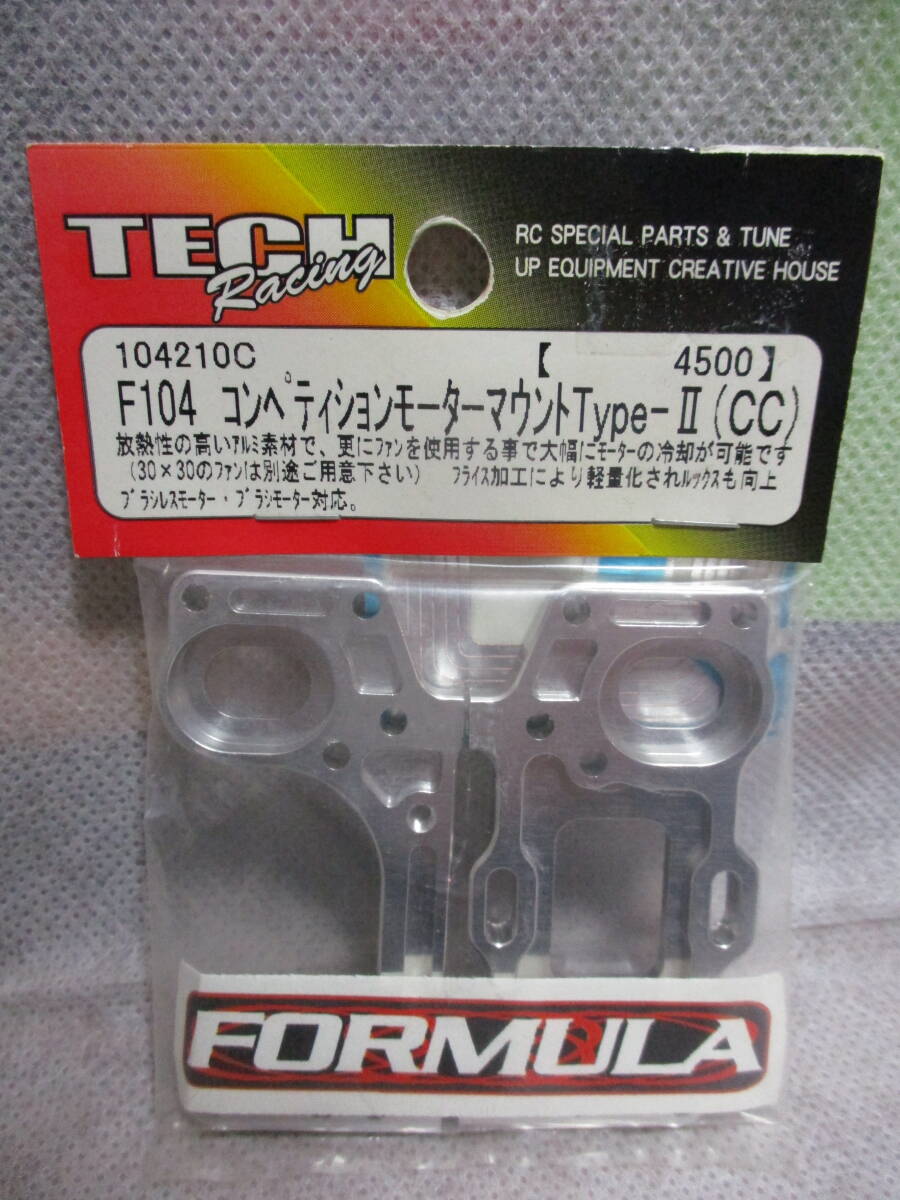 TECH
Racing
RC SPECIAL PARTS & TUNE
UP EQUIPMENT CREATIVE HOUSE
104210C 【 4500】
F104 コンペティションモーターマウントType-Ⅱ(CC)
放熱性の高いアルミ素材で、更にファンを使用する事で大幅にモーターの冷却が可能です
(30×30のファンは別途ご用意下さい) フライス加工により軽量化されルックスも向上
ブラシレスモーター・ブラシモーター対応。
FORMULA